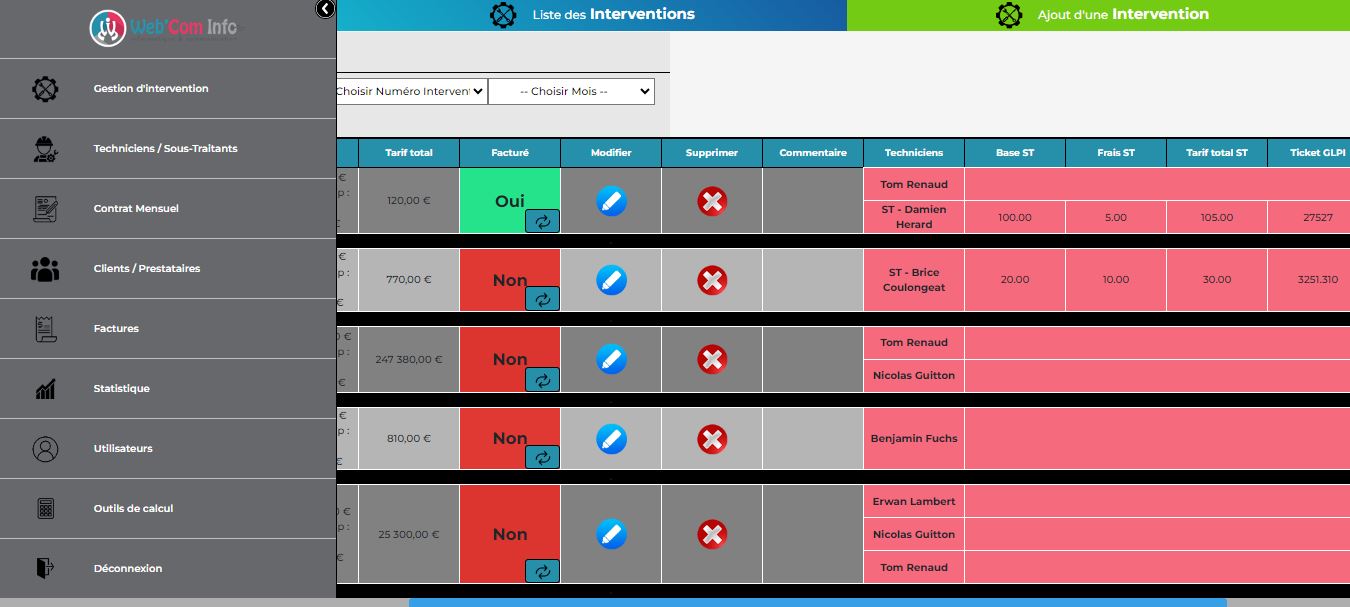 Web'Com Info
Liste des Interventions
Ajout d'une Intervention
Gestion d'intervention
Techniciens / Sous-Traitants
Contrat Mensuel
Clients / Prestataires
Factures
Statistique
Utilisateurs
Outils de calcul
Déconnexion
Choisir Numéro Interven
-- Choisir Mois --
Tarif total Facturé Modifier Supprimer Commentaire Techniciens Base ST Frais ST Tarif total ST Ticket GLPI
€
p :
€
120,00 € Oui
Tom Renaud
ST - Damien Herard 100.00 5.00 105.00 27527
€
p :
€
770,00 € Non ST - Brice Coulongeat 20.00 10.00 30.00 3251.310
0 €
p :
€
247 380,00 € Non
Tom Renaud
Nicolas Guitton
€
p :
€
810,00 € Non Benjamin Fuchs
0 €
p :
€
25 300,00 € Non
Erwan Lambert
Nicolas Guitton
Tom Renaud